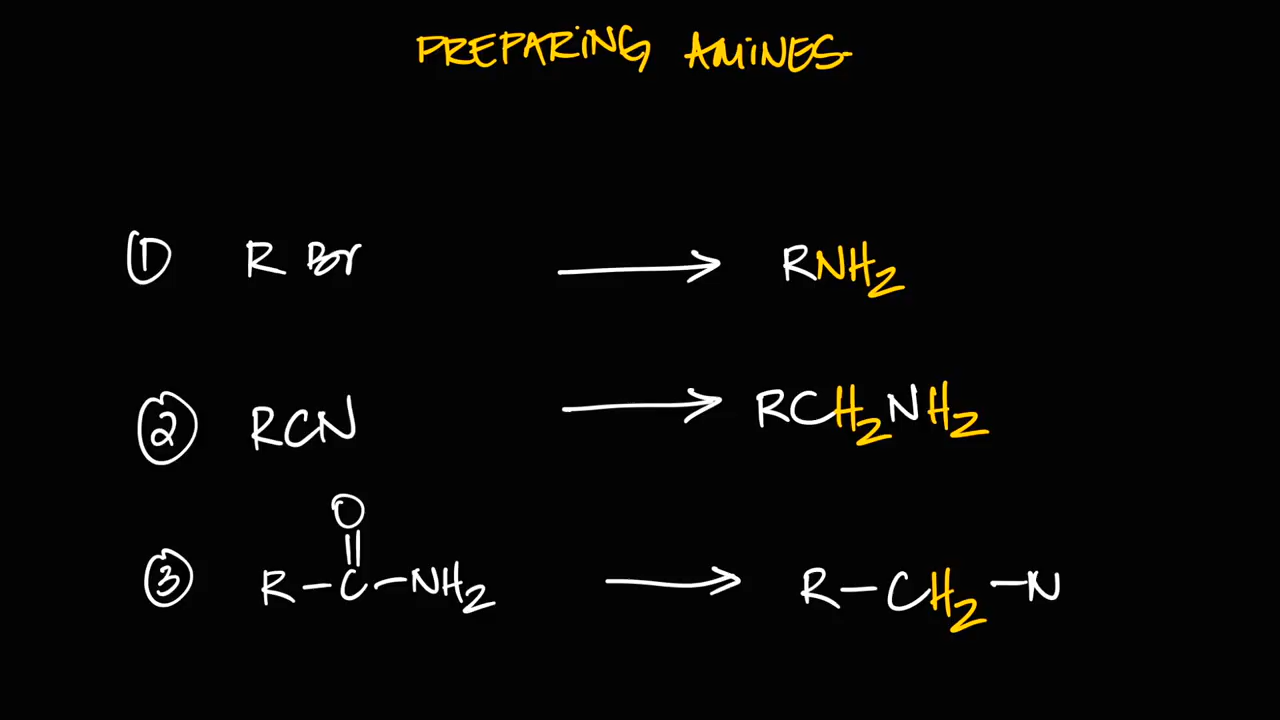 PREPARING AMINES
① R Br → RNH₂
② RCN → RCH₂NH₂
O
③ R–C–NH₂ → R–CH₂–N